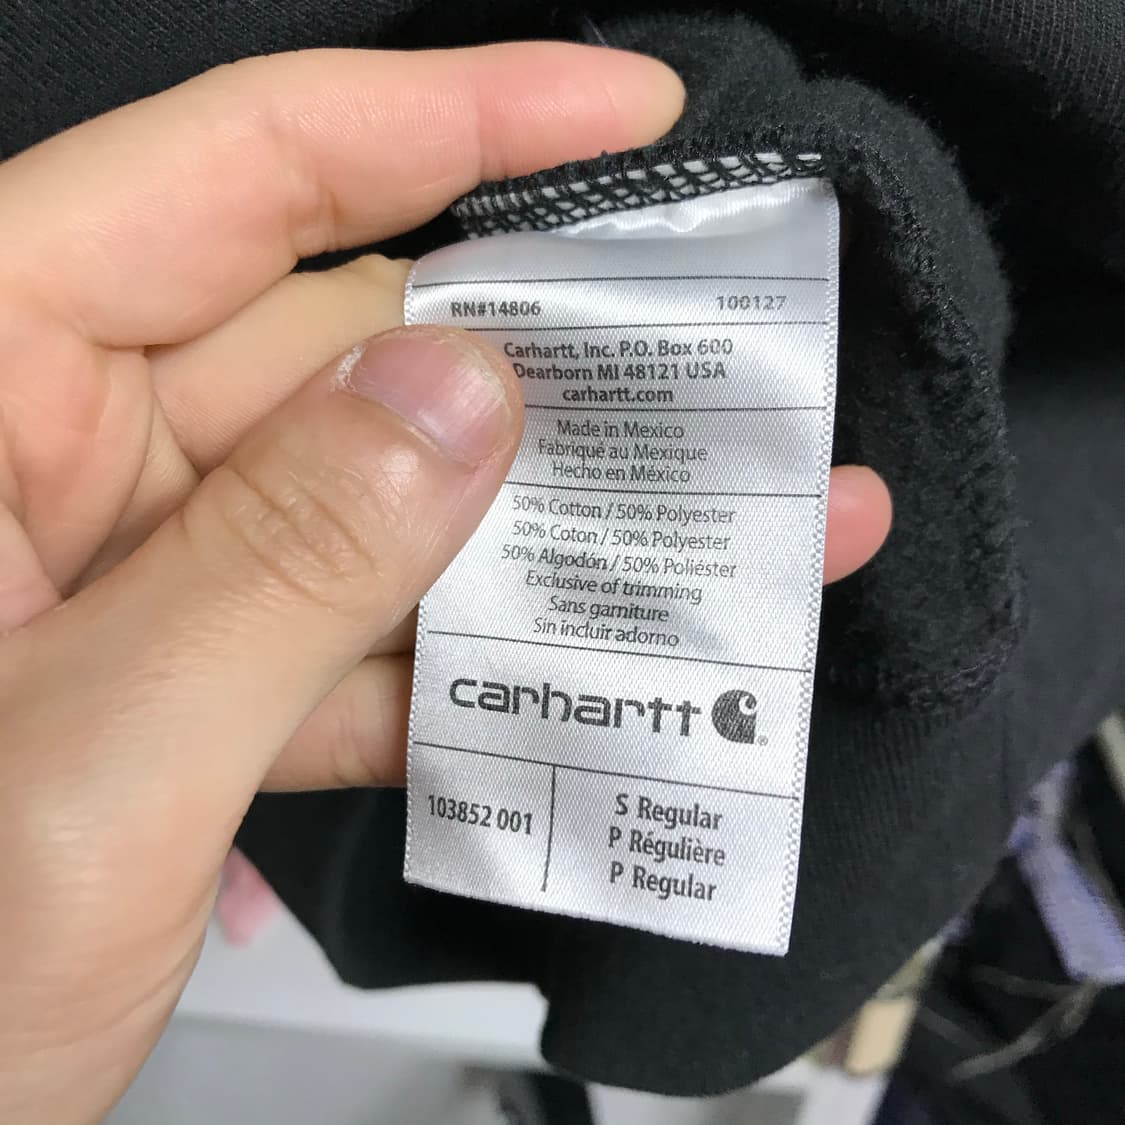 RN#14806 100127
Carhartt, Inc. P.O. Box 600
Dearborn MI 48121 USA
carhartt.com
Made in Mexico
Fabriqué au Mexique
Hecho en México
50% Cotton / 50% Polyester
50% Coton / 50% Polyester
50% Algodón / 50% Poliéster
Exclusive of trimming
Sans garniture
Sin incluir adorno
carhartt ®
103852 001
S Regular
P Régulière
P Regular